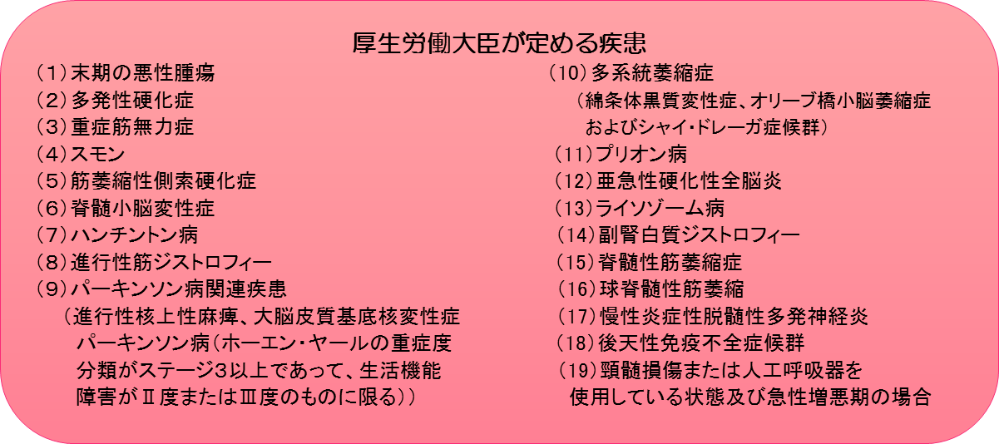 厚生労働大臣が定める疾患
(1)末期の悪性腫瘍
(2)多発性硬化症
(3)重症筋無力症
(4)スモン
(5)筋萎縮性側索硬化症
(6)脊髄小脳変性症
(7)ハンチントン病
(8)進行性筋ジストロフィー
(9)パーキンソン病関連疾患
(進行性核上性麻痺、大脳皮質基底核変性症
パーキンソン病(ホーエン・ヤールの重症度
分類がステージ3以上であって、生活機能
障害がⅡ度またはⅢ度のものに限る))
(10)多系統萎縮症
(綿条体黒質変性症、オリーブ橋小脳萎縮症
およびシャイ・ドレーガ症候群)
(11)プリオン病
(12)亜急性硬化性全脳炎
(13)ライソゾーム病
(14)副腎白質ジストロフィー
(15)脊髄性筋萎縮症
(16)球脊髄性筋萎縮
(17)慢性炎症性脱髄性多発神経炎
(18)後天性免疫不全症候群
(19)頸髄損傷または人工呼吸器を
使用している状態及び急性増悪期の場合